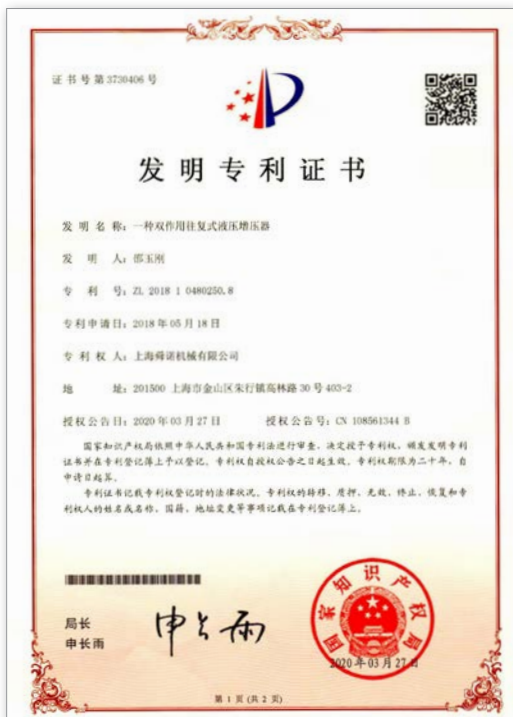 证书号第3730406号
发明专利证书
发明名称：一种双作用往复式液压增压器
发明人：邵玉刚
专利号：ZL 2018 1 0480250.8
专利申请日：2018年05月18日
专利权人：上海舜诺机械有限公司
地址：201500 上海市金山区朱行镇高林路30号403-2
授权公告日：2020年03月27日 授权公告号：CN 108561344 B
国家知识产权局依照中华人民共和国专利法进行审查，决定授予专利权，颁发发明专利
证书并在专利登记簿上予以登记。专利权自授权公告之日起生效。专利权期限为二十年，自
申请日起算。
专利证书记载专利权登记时的法律状况。专利权的转移、质押、无效、终止、恢复和专
利权人的姓名或名称、国籍、地址变更等事项记载在专利登记簿上。
局长
申长雨
申长雨
国家知识产权局
2020年03月27日
第 1 页 (共 2 页)